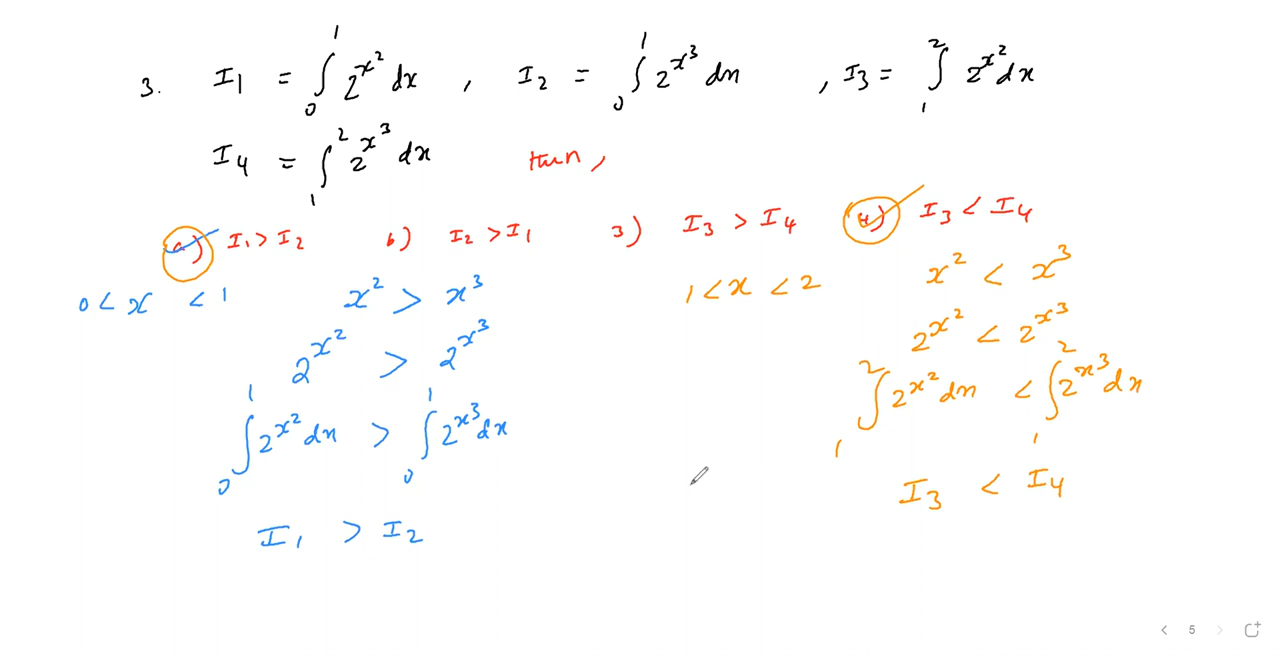 3. I₁ = ∫₀¹ 2^(x²) dx , I₂ = ∫₀¹ 2^(x³) dx , I₃ = ∫₁² 2^(x²) dx
I₄ = ∫₁² 2^(x³) dx then,
a) I₁ > I₂ b) I₂ > I₁ 3) I₃ > I₄ 4) I₃ < I₄
0 < x < 1 x² > x³
2^(x²) > 2^(x³)
∫₀¹ 2^(x²) dx > ∫₀¹ 2^(x³) dx
I₁ > I₂
1 < x < 2 x² < x³
2^(x²) < 2^(x³)
∫₁² 2^(x²) dx < ∫₁² 2^(x³) dx
I₃ < I₄
< 5 >